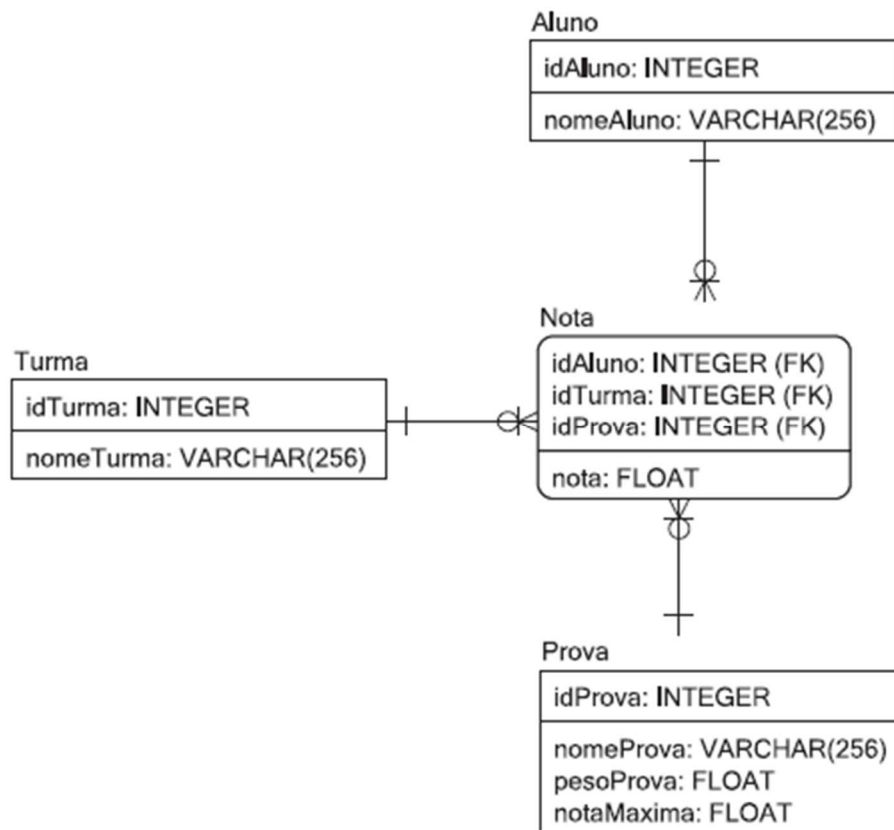 Aluno
idAluno: INTEGER
nomeAluno: VARCHAR(256)
Nota
idAluno: INTEGER (FK)
idTurma: INTEGER (FK)
idProva: INTEGER (FK)
nota: FLOAT
Turma
idTurma: INTEGER
nomeTurma: VARCHAR(256)
Prova
idProva: INTEGER
nomeProva: VARCHAR(256)
pesoProva: FLOAT
notaMaxima: FLOAT